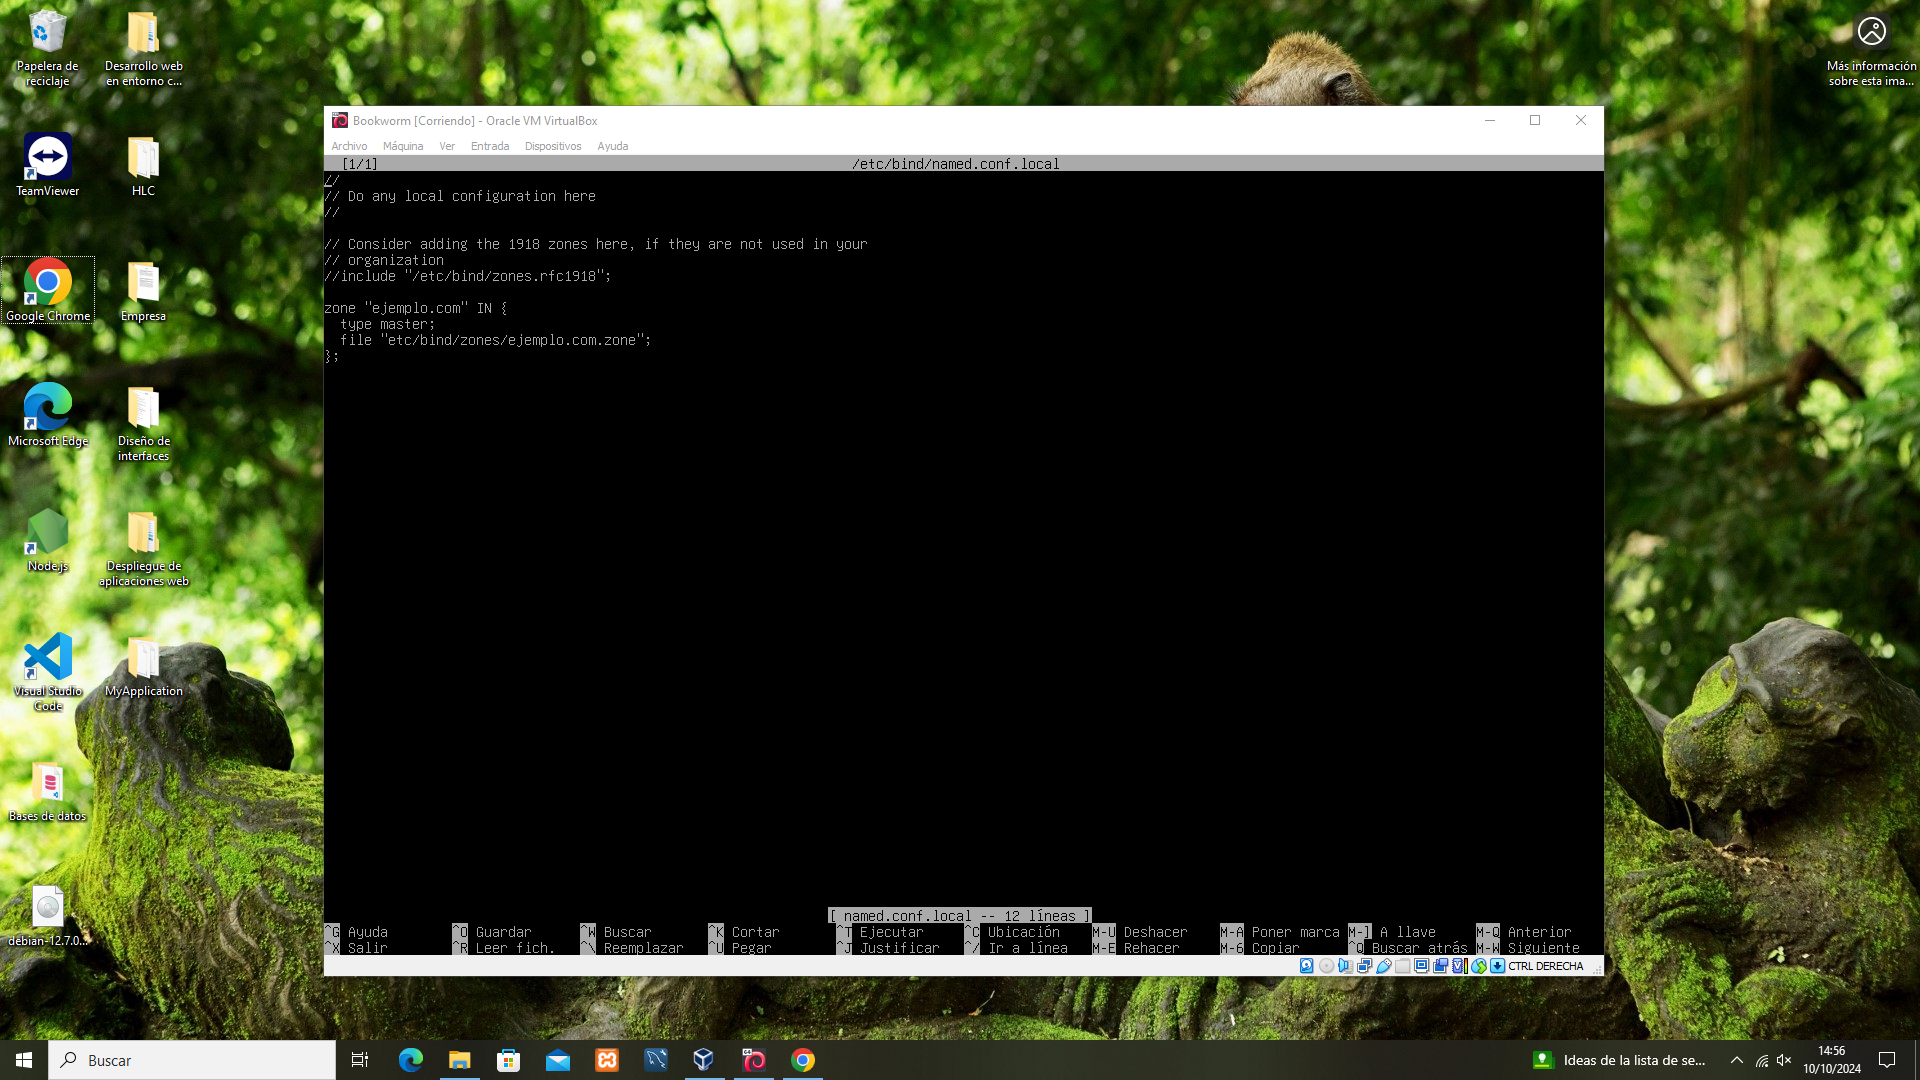 Papelera de
reciclaje
Desarrollo web
en entorno c...
Más información
sobre esta ima...
TeamViewer
HLC
Google Chrome
Empresa
Microsoft Edge
Diseño de
interfaces
Node.js
Despliegue de
aplicaciones web
Visual Studio
Code
MyApplication
Bases de datos
debian-12.7.0...
Bookworm [Corriendo] - Oracle VM VirtualBox
Archivo Máquina Ver Entrada Dispositivos Ayuda
[1/1] /etc/bind/named.conf.local
//
// Do any local configuration here
//
// Consider adding the 1918 zones here, if they are not used in your
// organization
//include "/etc/bind/zones.rfc1918";
zone "ejemplo.com" IN {
type master;
file "etc/bind/zones/ejemplo.com.zone";
};
[ named.conf.local -- 12 líneas ]
^G Ayuda ^O Guardar ^W Buscar ^K Cortar ^T Ejecutar ^C Ubicación M-U Deshacer M-A Poner marca M-] A llave M-Q Anterior
^X Salir ^R Leer fich. ^\ Reemplazar ^U Pegar ^J Justificar ^/ Ir a línea M-E Rehacer M-6 Copiar ^Q Buscar atrás M-W Siguiente
CTRL DERECHA
Buscar
Ideas de la lista de se...
14:56
10/10/2024